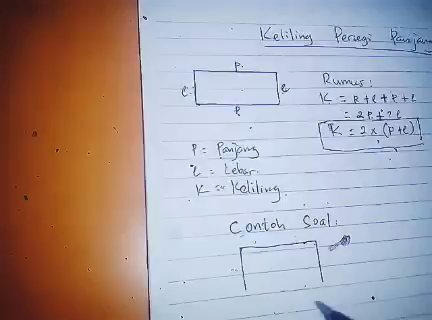 Keliling Persegi Panjang
P
l l
P
Rumus:
K = P + l + P + l
= 2P + 2l
K = 2 x (P + l)
P = Panjang
l = Lebar
K = Keliling
Contoh Soal: